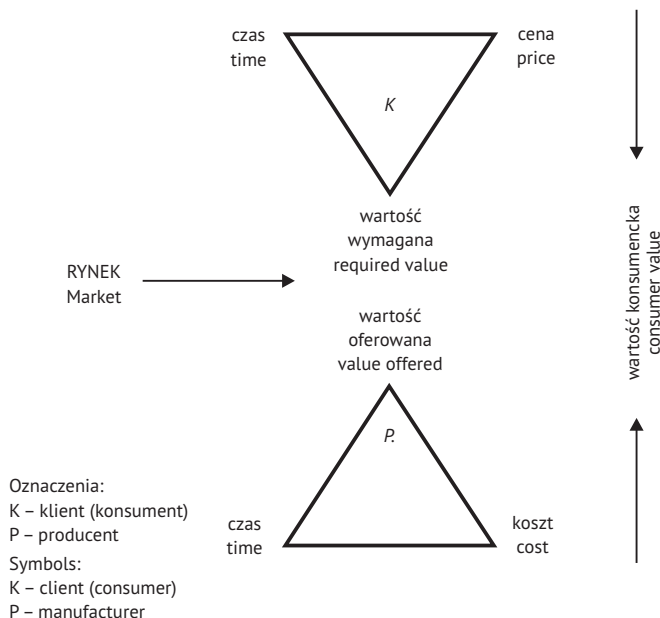 czas
time
cena
price
K
wartość
wymagana
required value
RYNEK
Market
wartość konsumencka
consumer value
wartość
oferowana
value offered
P.
Oznaczenia:
K – klient (konsument)
P – producent
Symbols:
K – client (consumer)
P – manufacturer
czas
time
koszt
cost